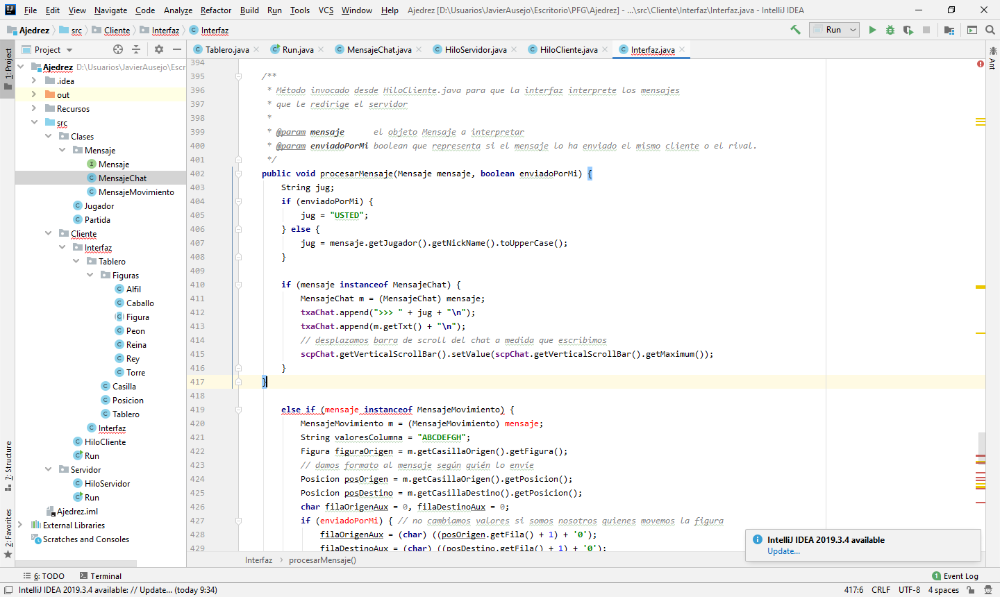 File Edit View Navigate Code Analyze Refactor Build Run Tools VCS Window Help Ajedrez [D:\Usuarios\JavierAusejo\Escritorio\PFG\Ajedrez] - ...\src\Cliente\Interfaz\Interfaz.java - IntelliJ IDEA
Ajedrez src Cliente Interfaz Interfaz Run
Project
Tablero.java Run.java MensajeChat.java HiloServidor.java HiloCliente.java Interfaz.java
1: Project
7: Structure
2: Favorites
Ant
Ajedrez D:\Usuarios\JavierAusejo\Escr
.idea
out
Recursos
src
Clases
Mensaje
Mensaje
MensajeChat
MensajeMovimiento
Jugador
Partida
Cliente
Interfaz
Tablero
Figuras
Alfil
Caballo
Figura
Peon
Reina
Rey
Torre
Casilla
Posicion
Tablero
Interfaz
HiloCliente
Run
Servidor
HiloServidor
Run
Ajedrez.iml
External Libraries
Scratches and Consoles
394
395 /**
396 * Método invocado desde HiloCliente.java para que la interfaz interprete los mensajes
397 * que le redirige el servidor
398 *
399 * @param mensaje el objeto Mensaje a interpretar
400 * @param enviadoPorMi boolean que representa si el mensaje lo ha enviado el mismo cliente o el rival.
401 */
402 public void procesarMensaje(Mensaje mensaje, boolean enviadoPorMi) {
403 String jug;
404 if (enviadoPorMi) {
405 jug = "USTED";
406 } else {
407 jug = mensaje.getJugador().getNickName().toUpperCase();
408 }
409
410 if (mensaje instanceof MensajeChat) {
411 MensajeChat m = (MensajeChat) mensaje;
412 txaChat.append(">>> " + jug + "\n");
413 txaChat.append(m.getTxt() + "\n");
414 // desplazamos barra de scroll del chat a medida que escribimos
415 scpChat.getVerticalScrollBar().setValue(scpChat.getVerticalScrollBar().getMaximum());
416 }
417 }
418
419 else if (mensaje instanceof MensajeMovimiento) {
420 MensajeMovimiento m = (MensajeMovimiento) mensaje;
421 String valoresColumna = "ABCDEFGH";
422 Figura figuraOrigen = m.getCasillaOrigen().getFigura();
423 // damos formato al mensaje según quién lo envíe
424 Posicion posOrigen = m.getCasillaOrigen().getPosicion();
425 Posicion posDestino = m.getCasillaDestino().getPosicion();
426 char filaOrigenAux = 0, filaDestinoAux = 0;
427 if (enviadoPorMi) { // no cambiamos valores si somos nosotros quienes movemos la figura
428 filaOrigenAux = (char) ((posOrigen.getFila() + 1) + '0');
429 filaDestinoAux = (char) ((posDestino.getFila() + 1) + '0');
IntelliJ IDEA 2019.3.4 available
Update...
Interfaz procesarMensaje()
6: TODO Terminal 1 Event Log
IntelliJ IDEA 2019.3.4 available: // Update... (today 9:34) 417:6 CRLF UTF-8 4 spaces